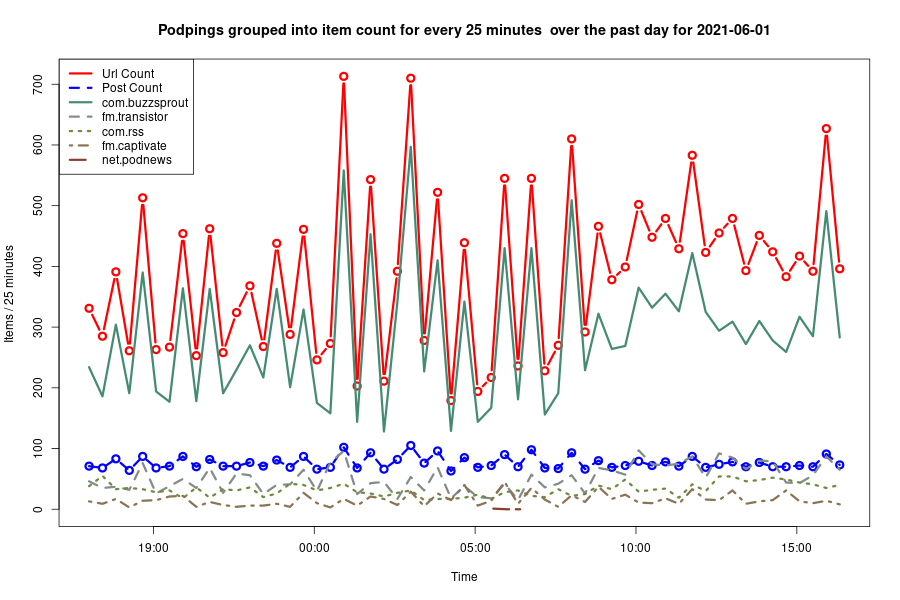 Podpings grouped into item count for every 25 minutes  over the past day for 2021-06-01
Url Count
Post Count
com.buzzsprout
fm.transistor
com.rss
fm.captivate
net.podnews
700
600
500
400
300
200
100
0
Items / 25 minutes
19:00 00:00 05:00 10:00 15:00
Time